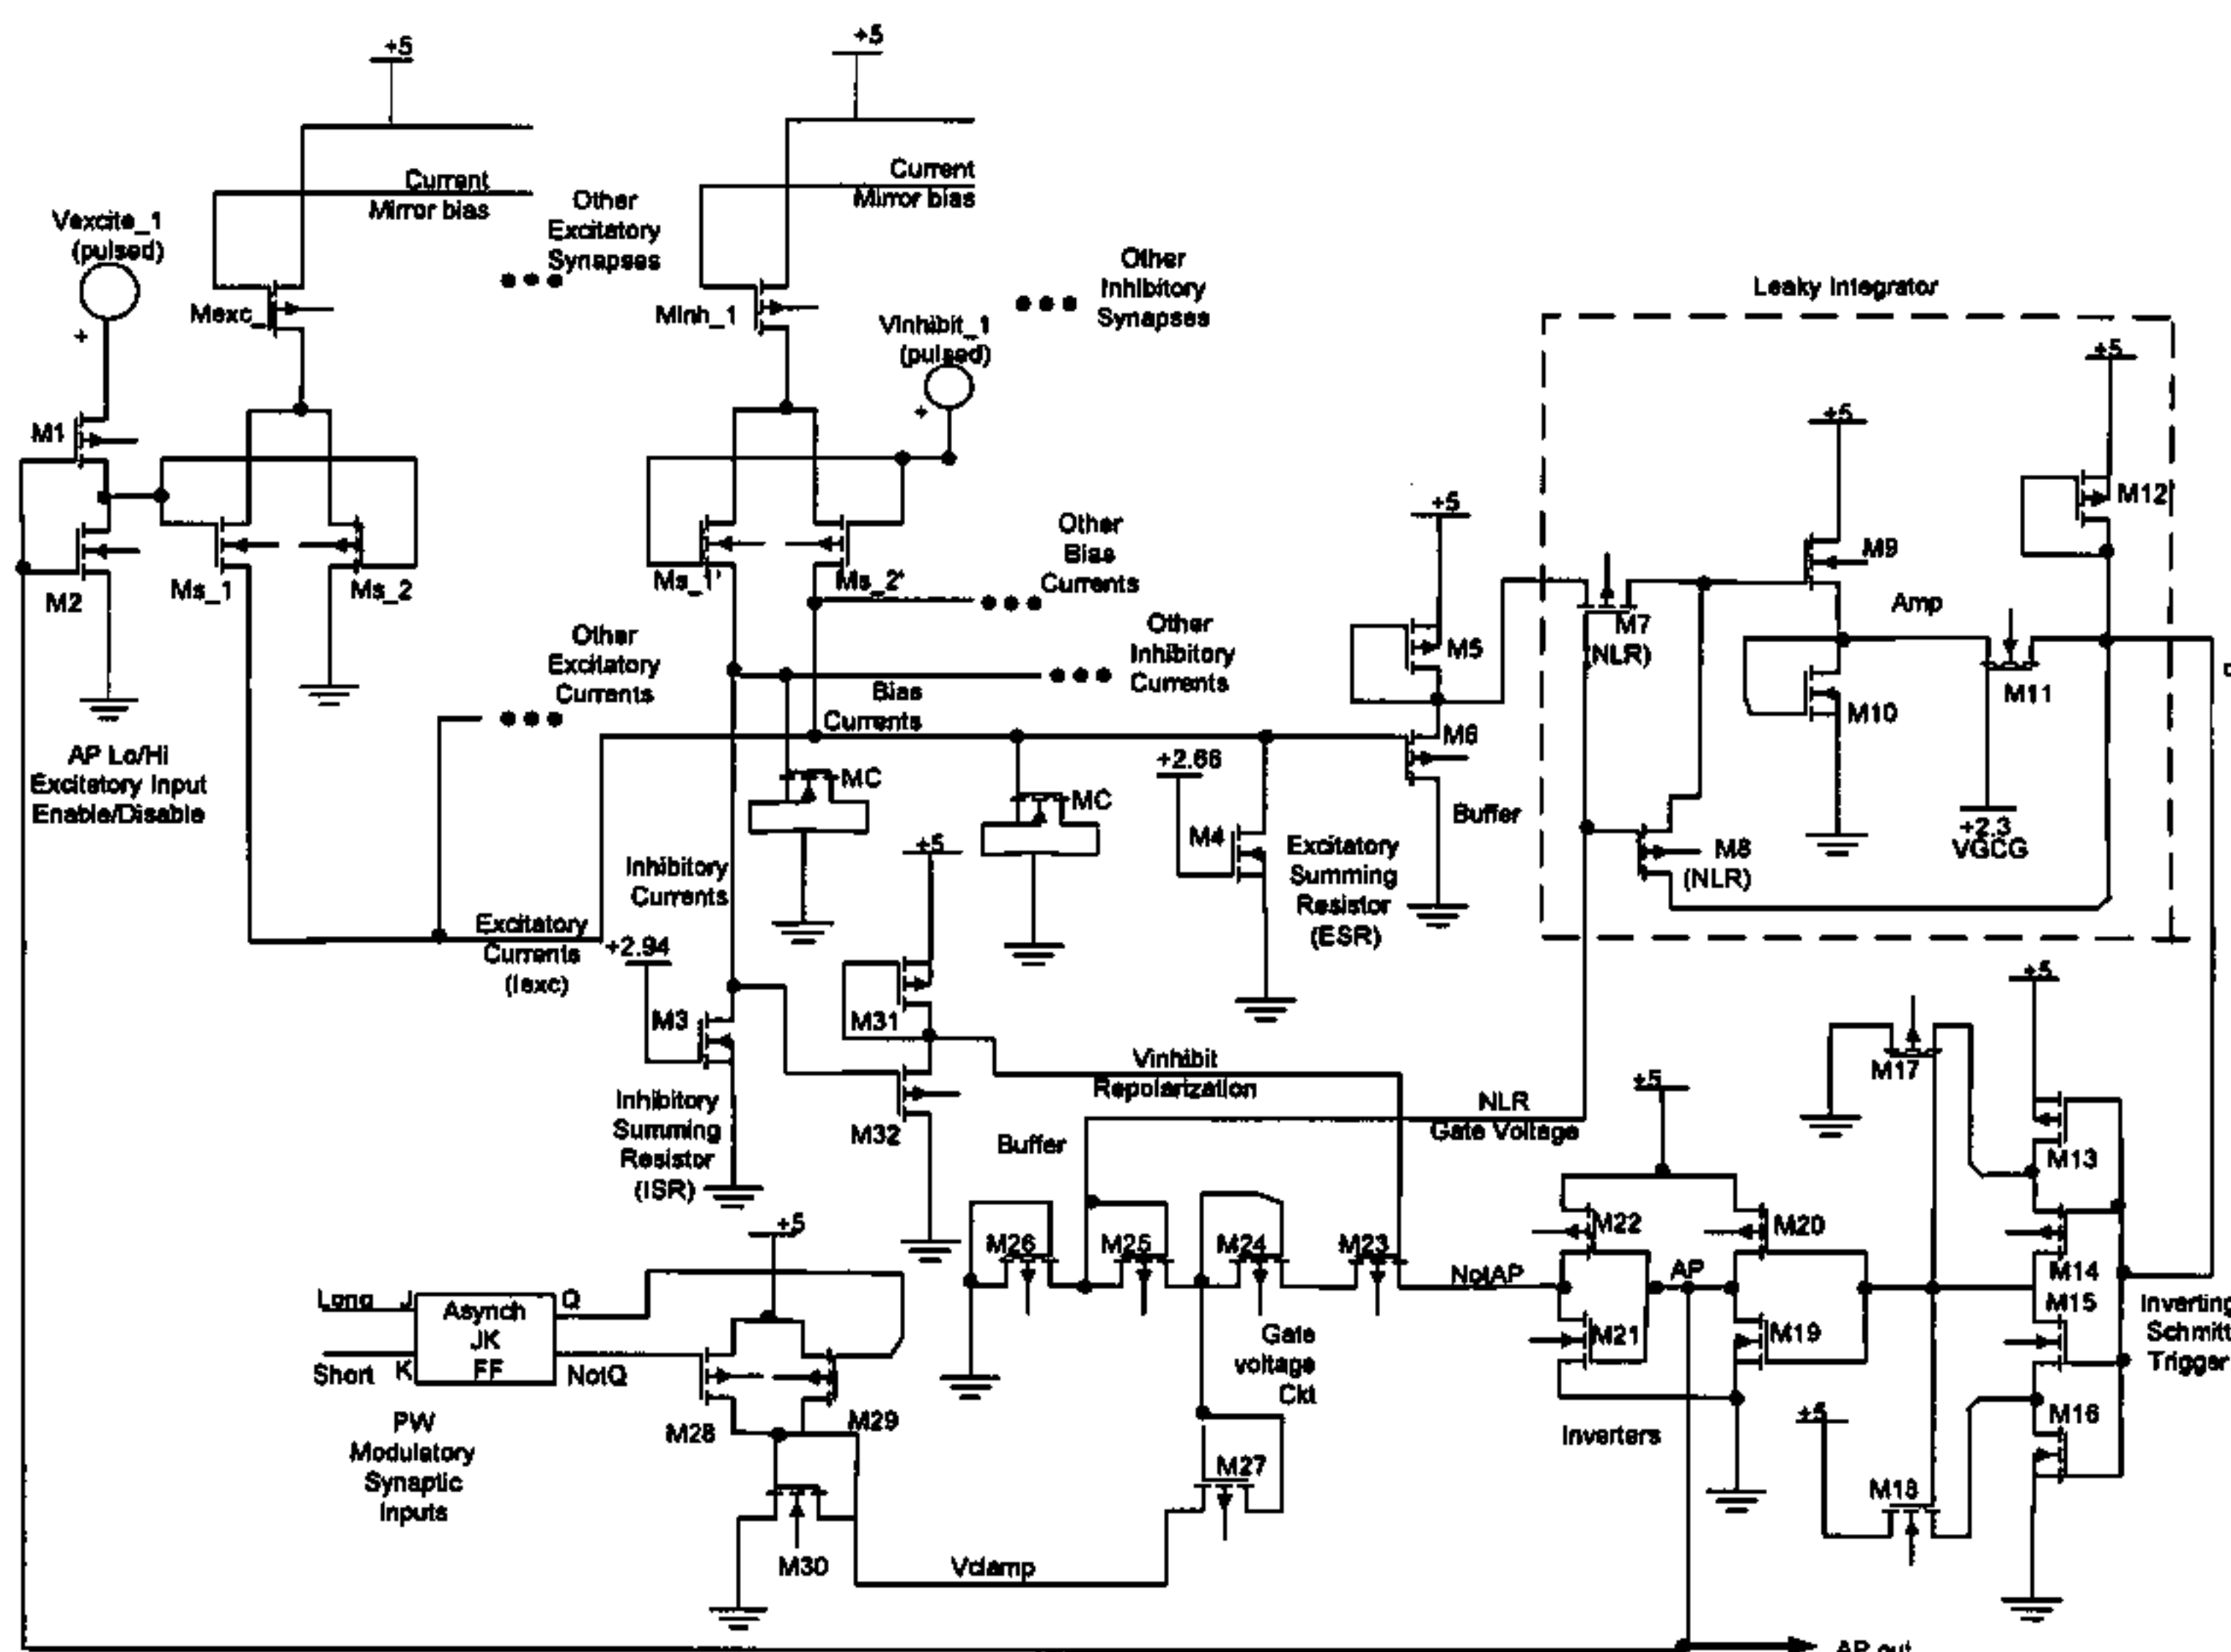 +5
+5
Current
Mirror bias
Current
Mirror bias
Vexcite_1
(pulsed)
+
Other
Excitatory
Synapses
Mexc_
Minh_1
Vinhibit_1
(pulsed)
+
Other
Inhibitory
Synapses
Leaky Integrator
+5
+5
M12
M1
M9
+5
Other
Bias
Currents
Ms_1'
Ms_2'
M2
Ms_1
Ms_2
M7
(NLR)
Amp
Other
Excitatory
Currents
Other
Inhibitory
Currents
M5
M11
M10
Bias
Currents
M6
AP Lo/Hi
Excitatory Input
Enable/Disable
+2.66
MC
MC
Buffer
M4
Excitatory
Summing
Resistor
(ESR)
+2.3
VGCG
M8
(NLR)
Inhibitory
Currents
+5
Excitatory
Currents
(Iexc)
+2.94
+5
M3
M31
M17
Vinhibit
Repolarization
+5
Inhibitory
Summing
Resistor
(ISR)
M32
Buffer
NLR
Gate Voltage
M13
+5
M26
M25
M24
M23
M22
M20
NotAP
AP
M14
M15
Long
J
Asynch
JK
FF
Q
Short
K
NotQ
Gate
voltage
Ckt
M21
M19
Inverting
Schmitt
Trigger
PW
Modulatory
Synaptic
Inputs
M28
M29
Inverters
+5
M16
M27
M18
M30
Vclamp
AP out